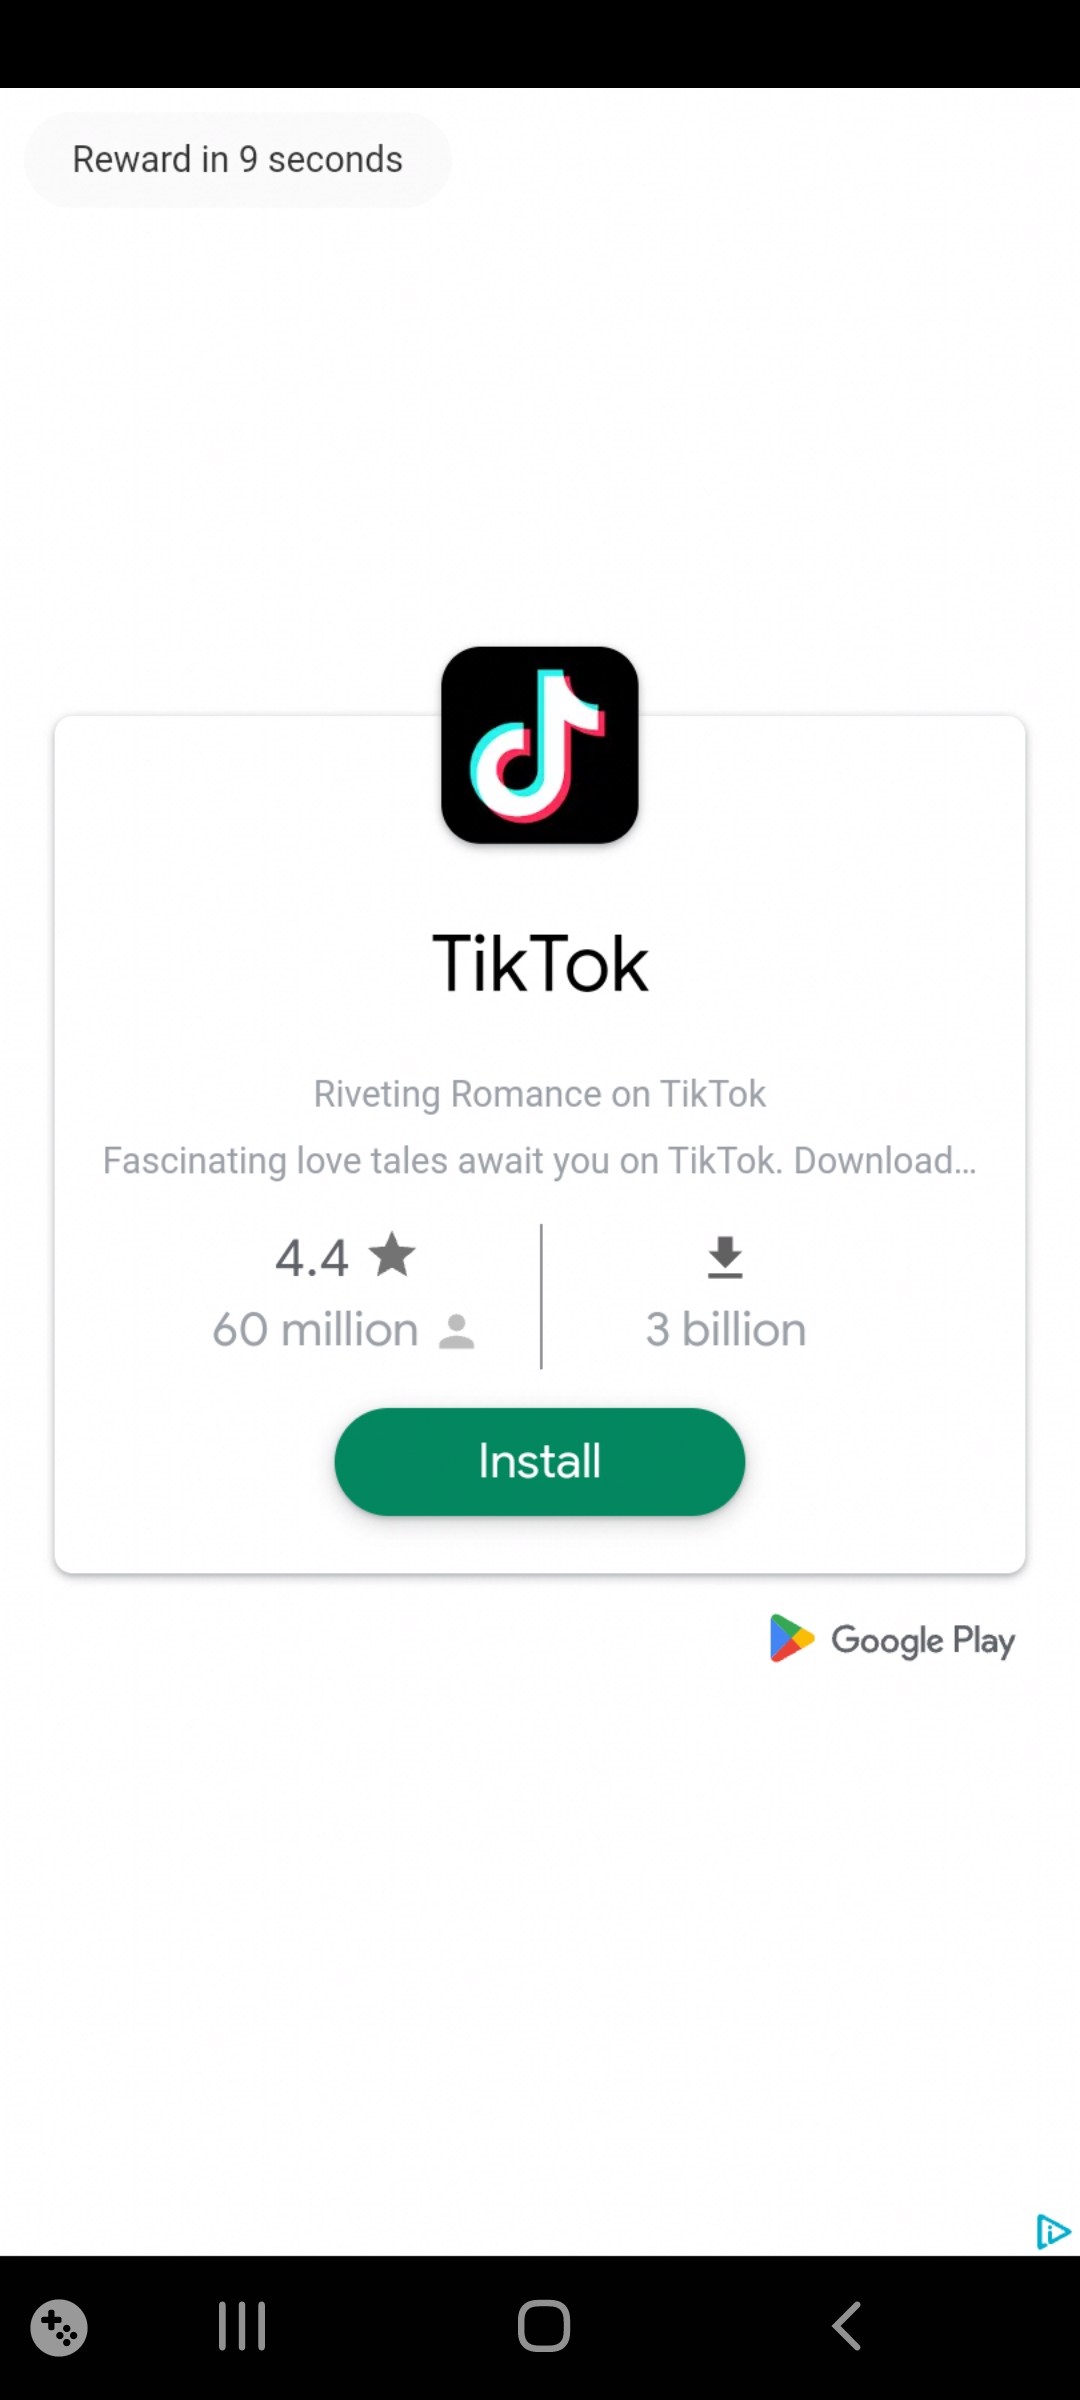 Reward in 9 seconds
TikTok
Riveting Romance on TikTok
Fascinating love tales await you on TikTok. Download...
4.4
60 million
3 billion
Install
Google Play